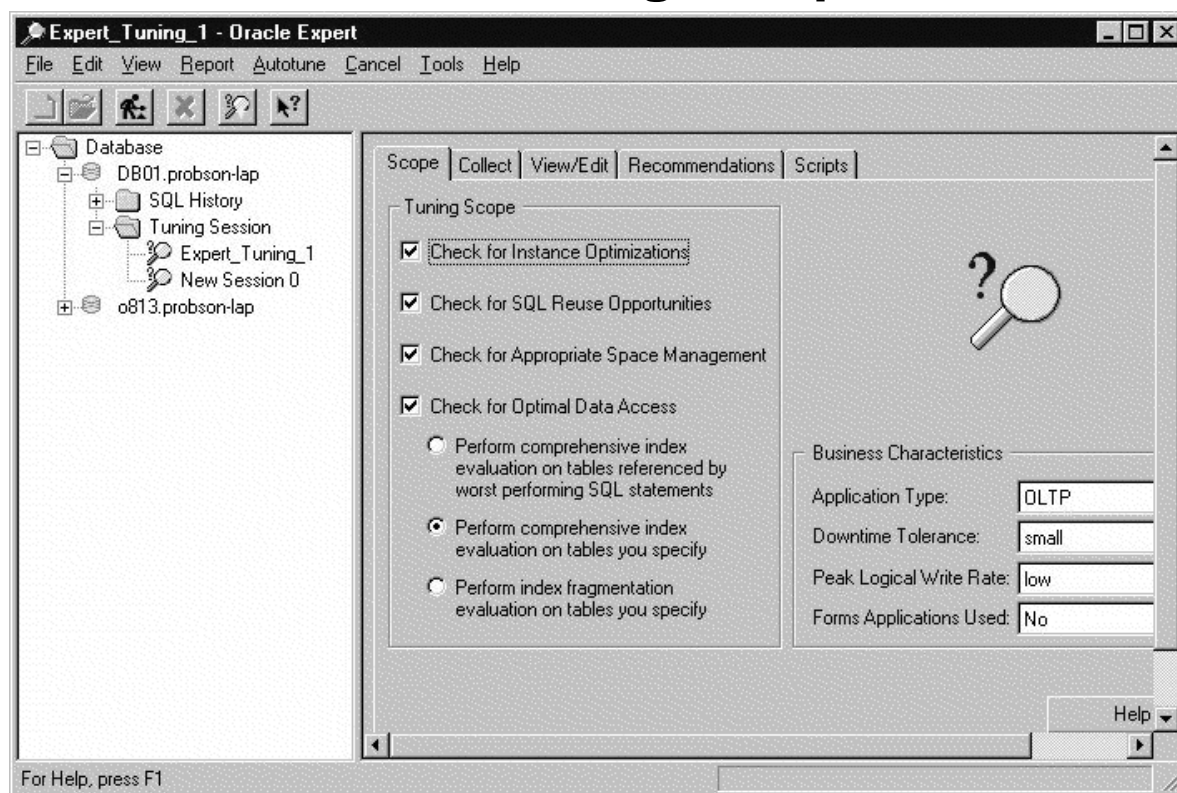 Expert_Tuning_1 - Oracle Expert
File Edit View Report Autotune Cancel Tools Help
Database
DB01.probson-lap
SQL History
Tuning Session
Expert_Tuning_1
New Session 0
o813.probson-lap
Scope Collect View/Edit Recommendations Scripts
Tuning Scope
Check for Instance Optimizations
Check for SQL Reuse Opportunities
Check for Appropriate Space Management
Check for Optimal Data Access
Perform comprehensive index
evaluation on tables referenced by
worst performing SQL statements
Perform comprehensive index
evaluation on tables you specify
Perform index fragmentation
evaluation on tables you specify
Business Characteristics
Application Type: OLTP
Downtime Tolerance: small
Peak Logical Write Rate: low
Forms Applications Used: No
Help
For Help, press F1